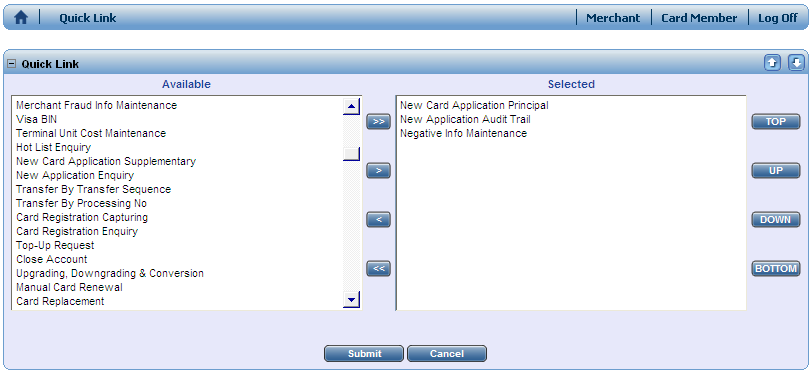 Quick Link Merchant Card Member Log Off
Quick Link
Available Selected
Merchant Fraud Info Maintenance
Visa BIN
Terminal Unit Cost Maintenance
Hot List Enquiry
New Card Application Supplementary
New Application Enquiry
Transfer By Transfer Sequence
Transfer By Processing No
Card Registration Capturing
Card Registration Enquiry
Top-Up Request
Close Account
Upgrading, Downgrading & Conversion
Manual Card Renewal
Card Replacement
>>
>
<
<<
New Card Application Principal
New Application Audit Trail
Negative Info Maintenance
TOP
UP
DOWN
BOTTOM
Submit Cancel